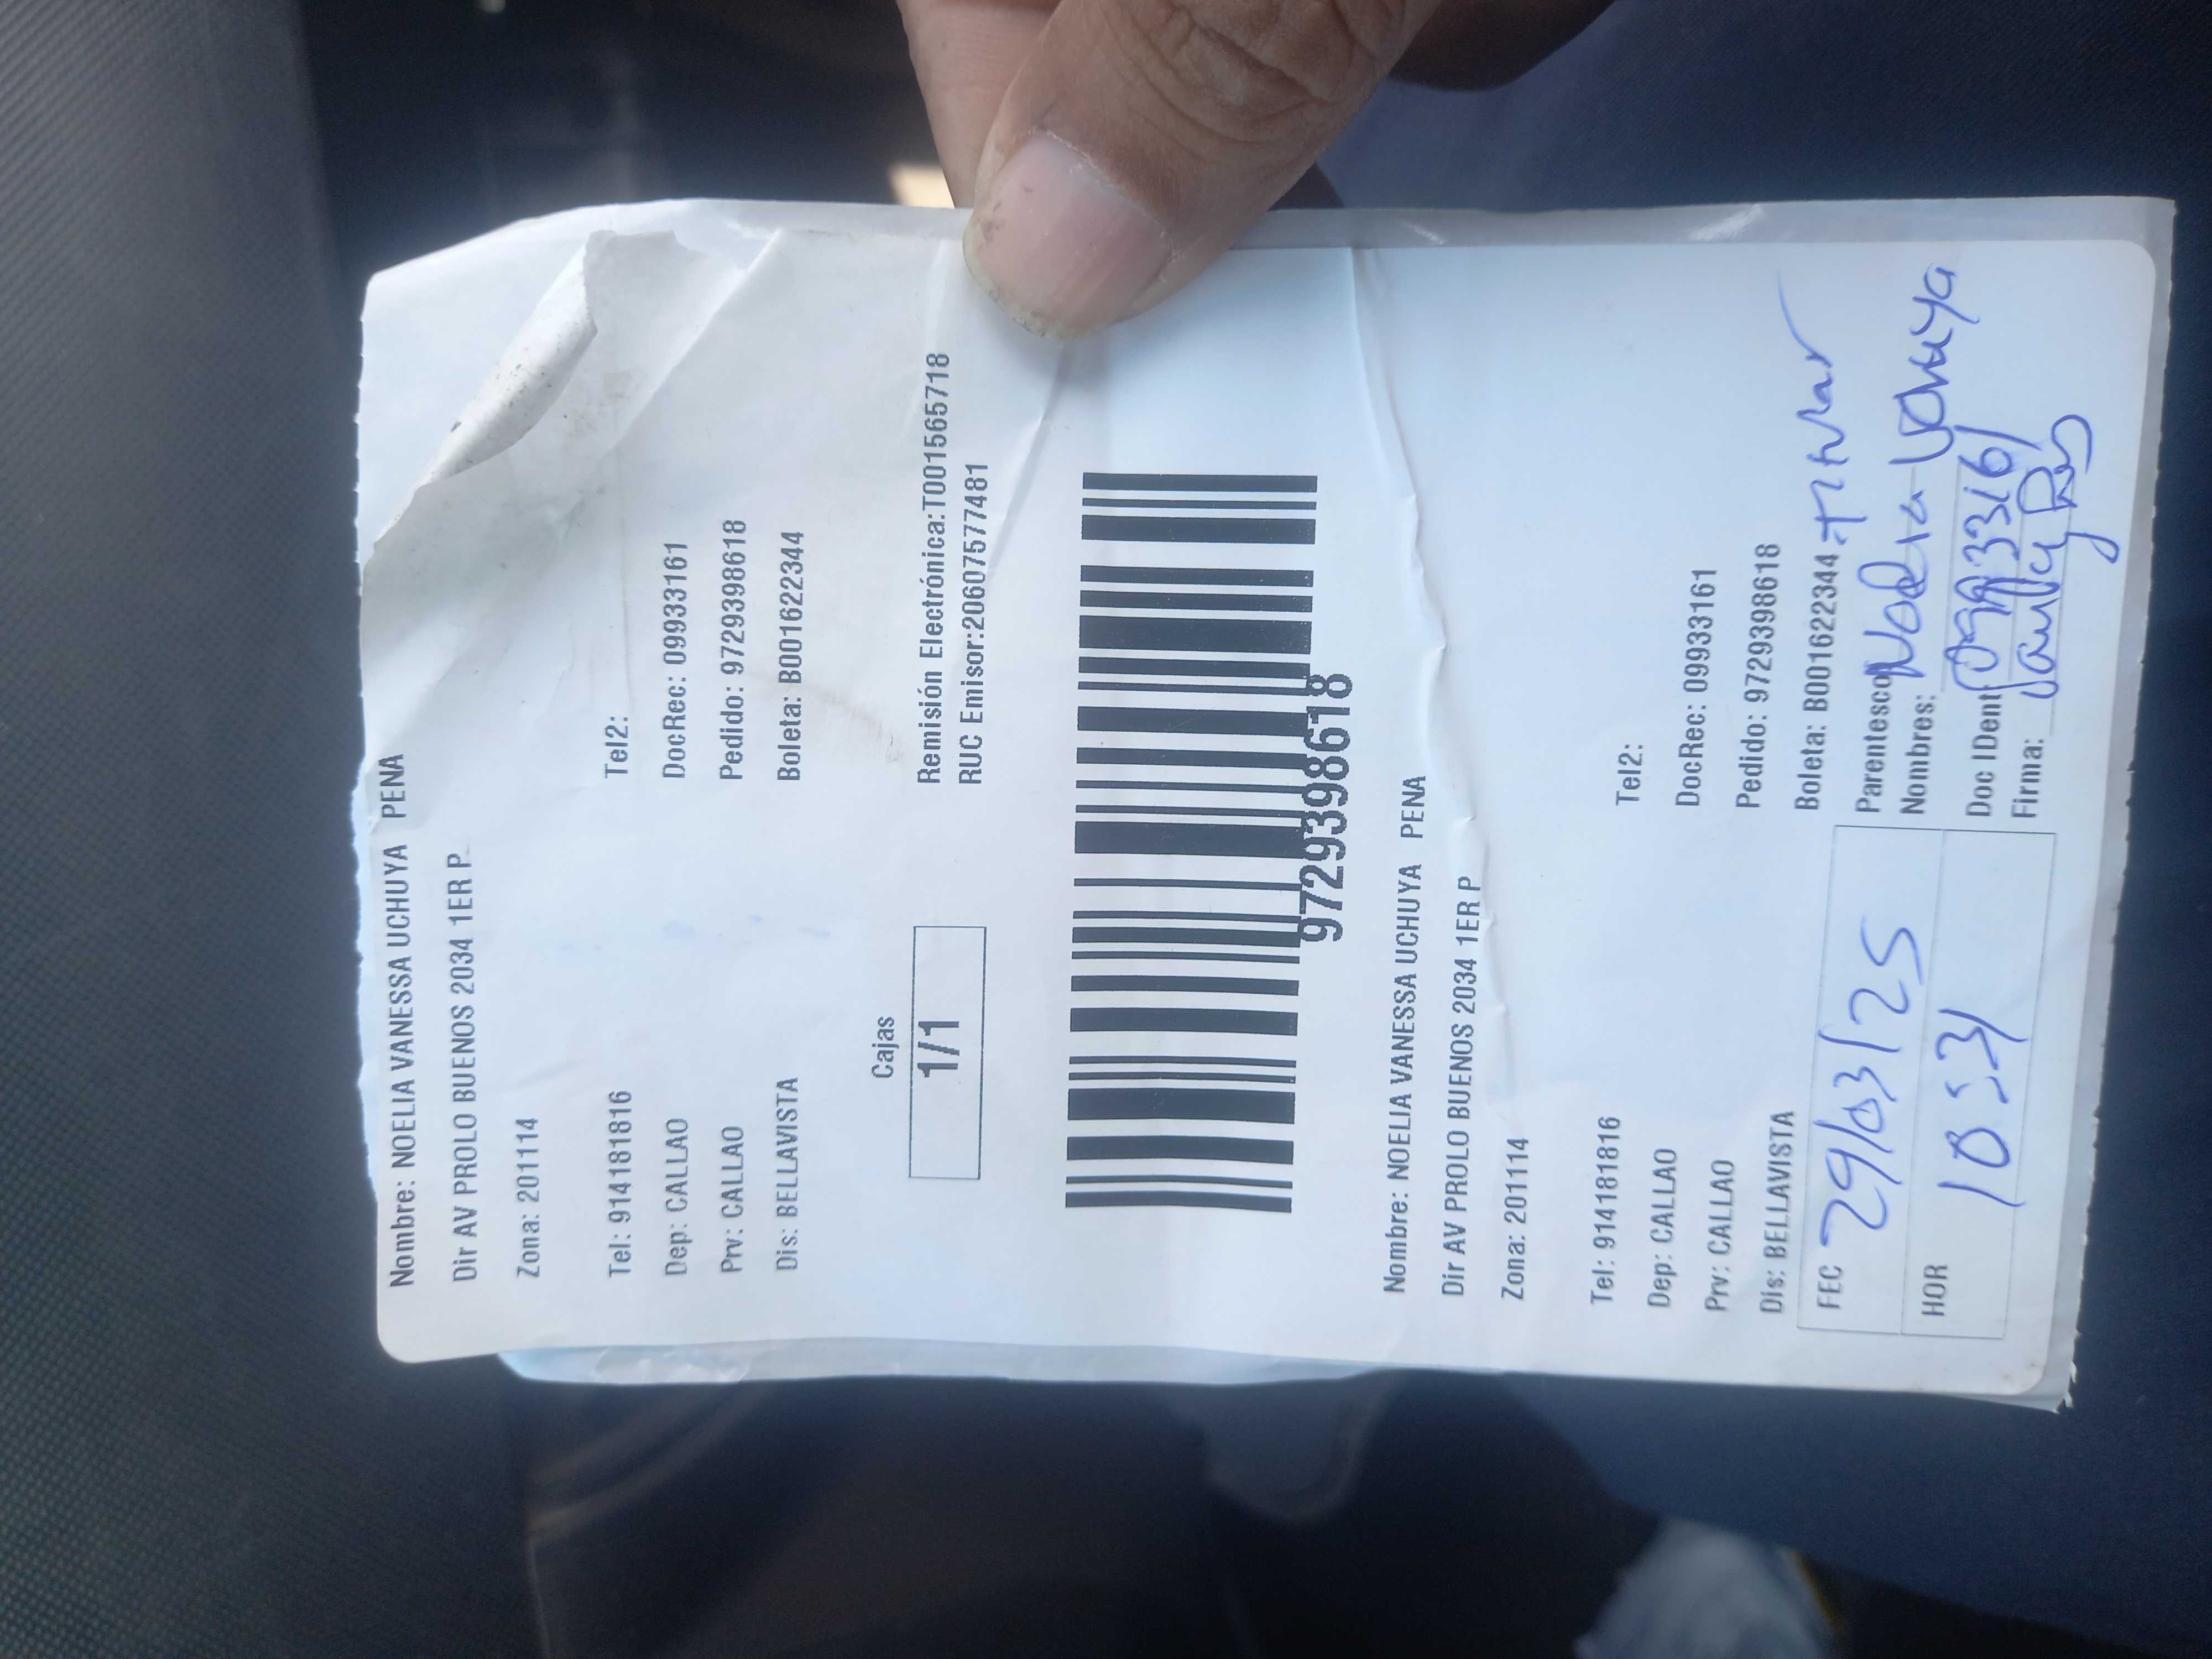 Nombre: NOELIA VANESSA UCHUYA PENA
Dir AV PROLO BUENOS 2034 1ER P
Zona: 201114
Tel: 914181816 Tel2:
Dep: CALLAO DocRec: 09933161
Prv: CALLAO Pedido: 9729398618
Dis: BELLAVISTA Boleta: B001622344
Cajas
1/1
Remisión Electrónica:T001565718
RUC Emisor:20607577481
9729398618
Nombre: NOELIA VANESSA UCHUYA PENA
Dir AV PROLO BUENOS 2034 1ER P
Zona: 201114
Tel: 914181816 Tel2:
Dep: CALLAO DocRec: 09933161
Prv: CALLAO Pedido: 9729398618
Dis: BELLAVISTA Boleta: B001622344
FEC 29/03/25 Parentesco Titular
Nombres: Noelia Uchuya
HOR 10:31 Doc IDent 09933161
Firma: